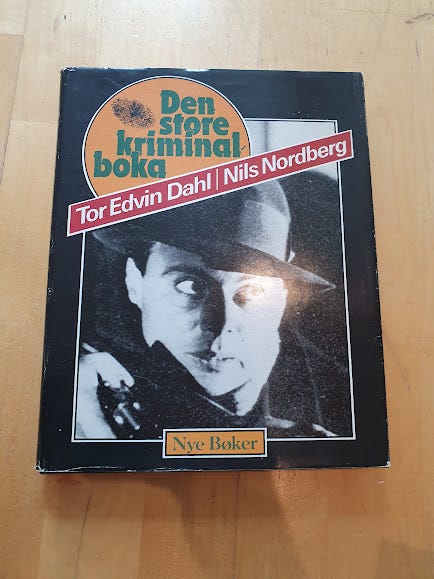 Den
store
kriminal-
boka
Tor Edvin Dahl | Nils Nordberg
Nye Bøker